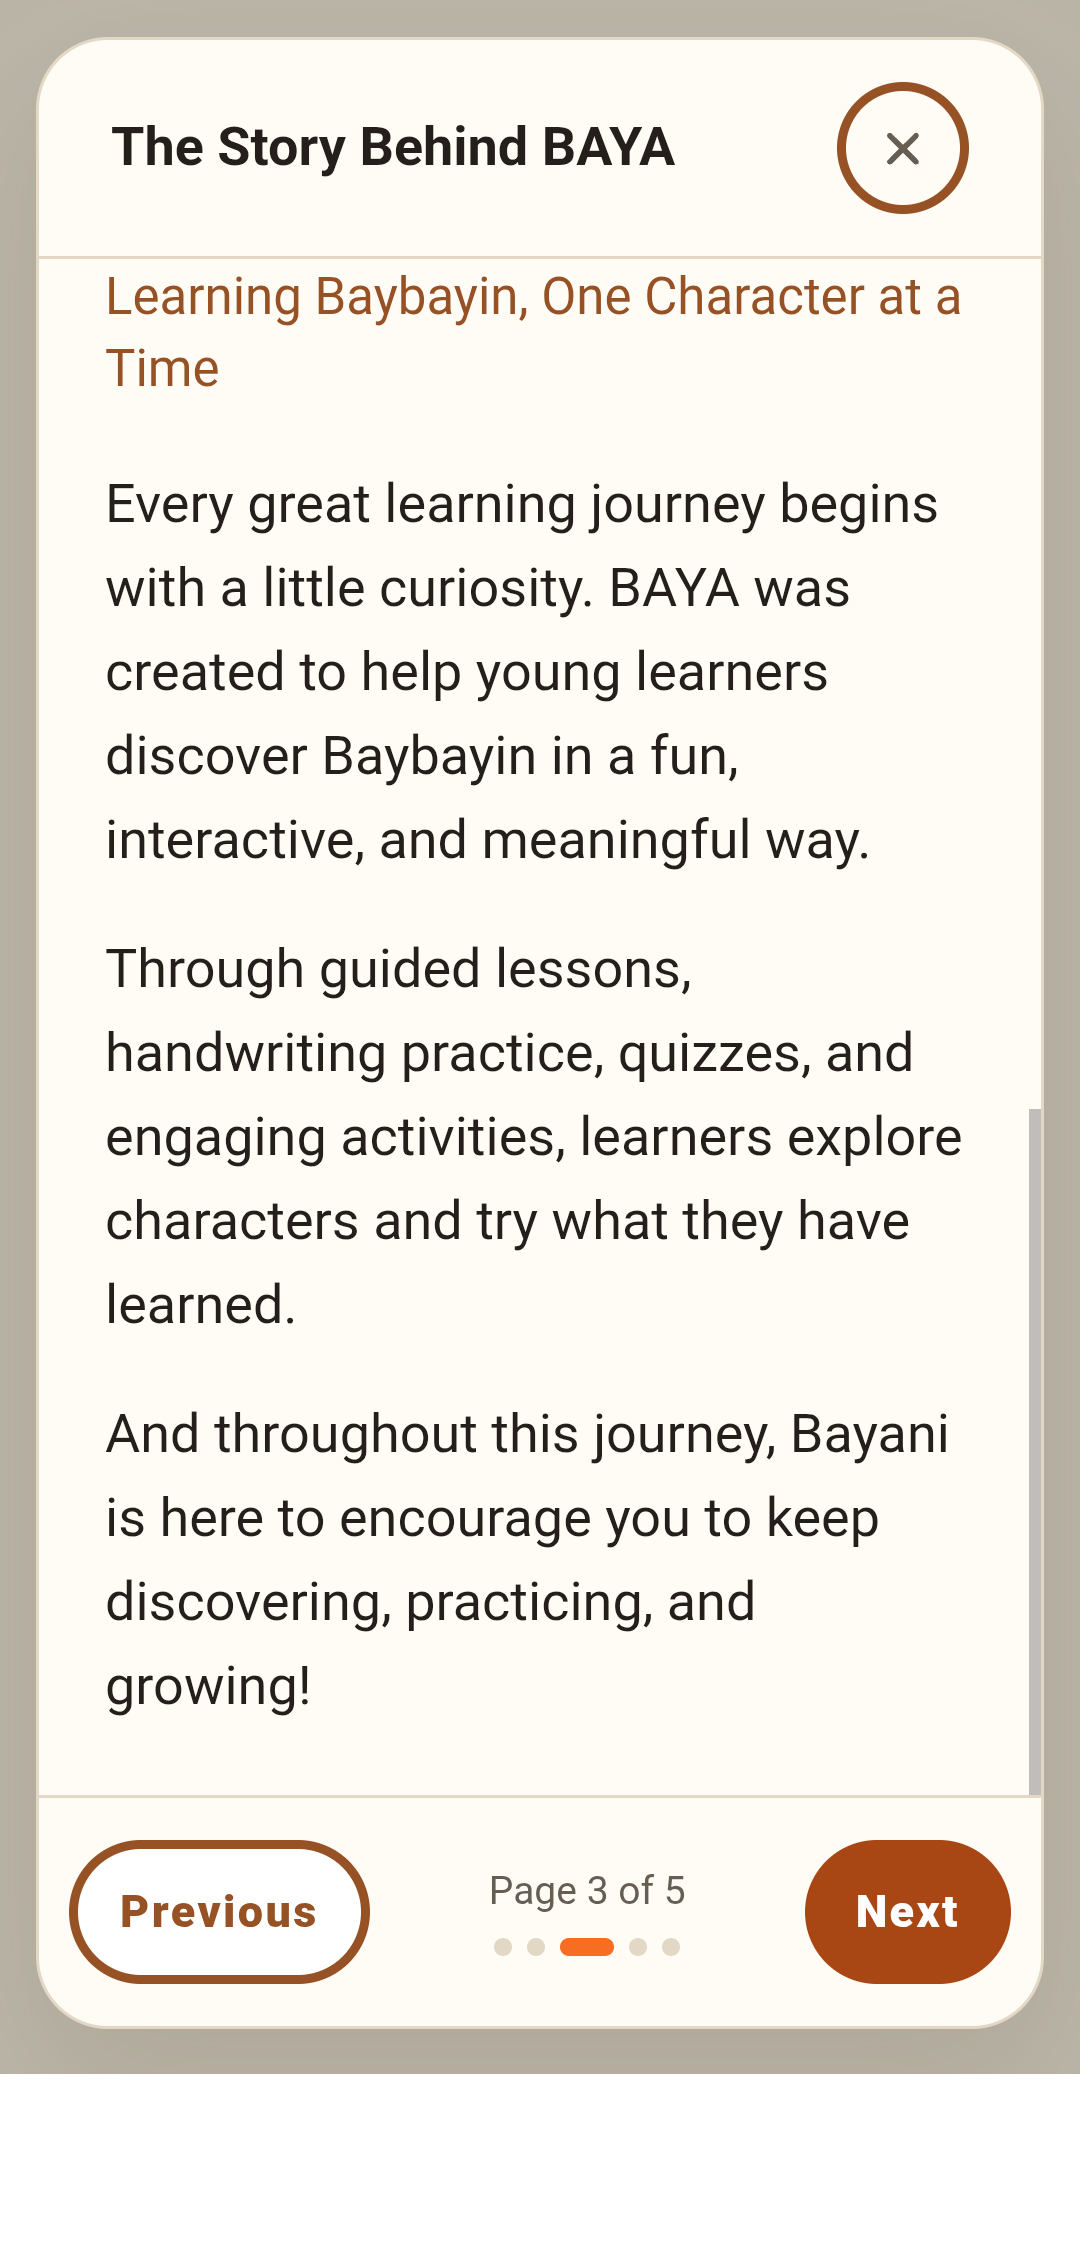 The Story Behind BAYA
Learning Baybayin, One Character at a
Time
Every great learning journey begins
with a little curiosity. BAYA was
created to help young learners
discover Baybayin in a fun,
interactive, and meaningful way.
Through guided lessons,
handwriting practice, quizzes, and
engaging activities, learners explore
characters and try what they have
learned.
And throughout this journey, Bayani
is here to encourage you to keep
discovering, practicing, and
growing!
Previous
Page 3 of 5
Next